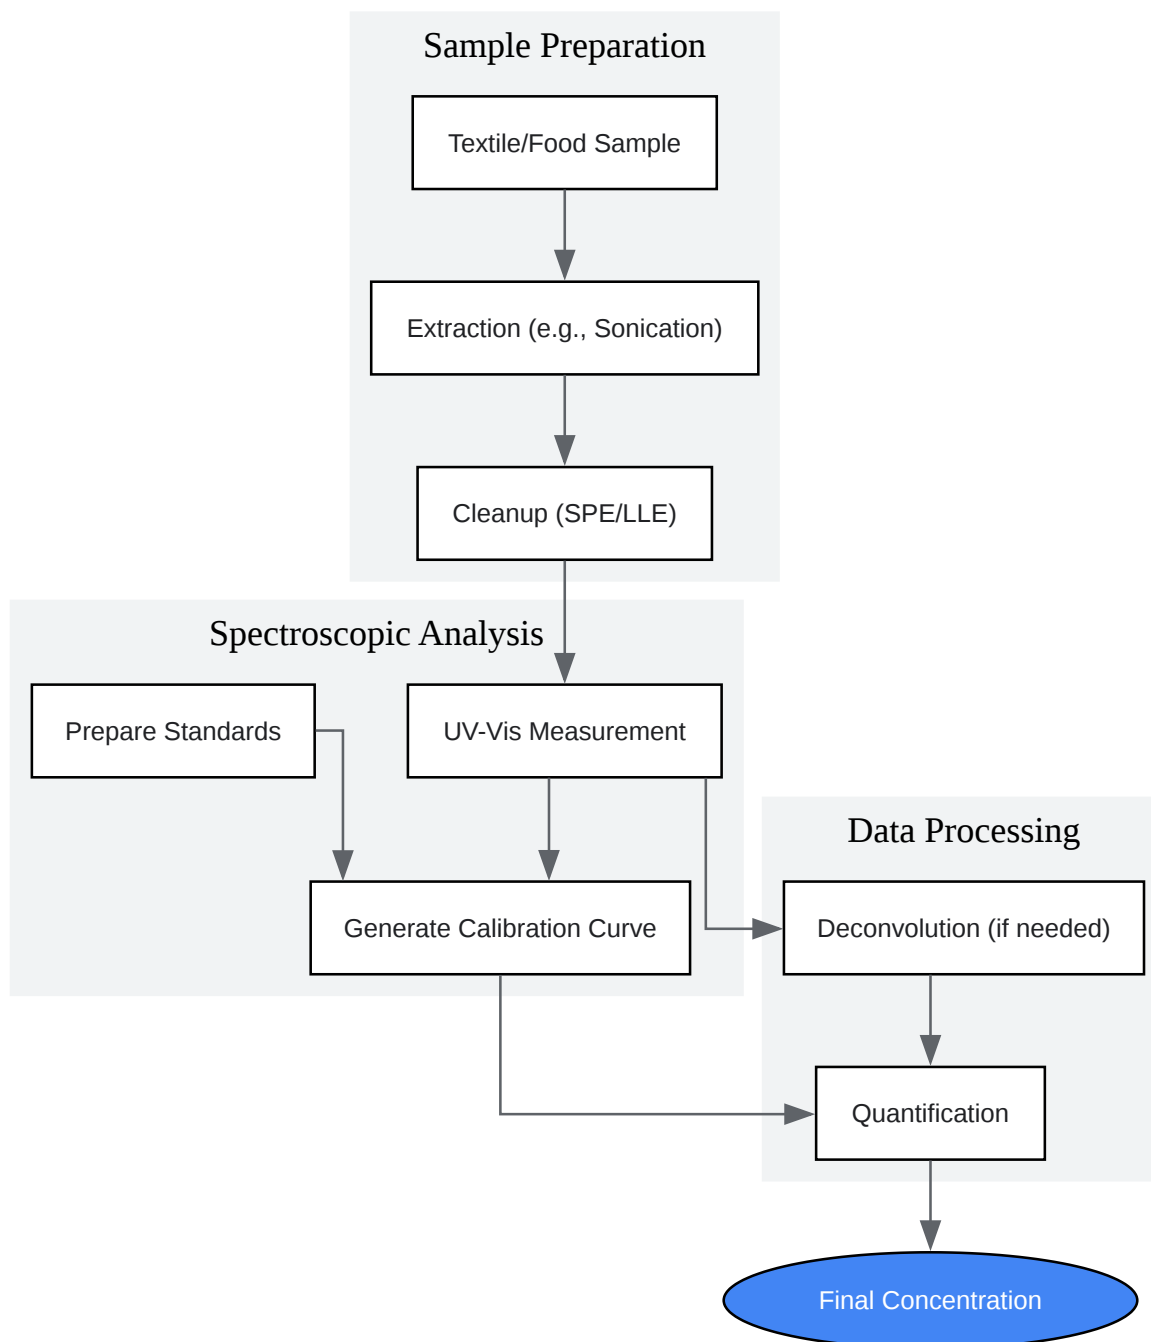 Sample Preparation
Textile/Food Sample
Extraction (e.g., Sonication)
Cleanup (SPE/LLE)
Spectroscopic Analysis
Prepare Standards
UV-Vis Measurement
Generate Calibration Curve
Data Processing
Deconvolution (if needed)
Quantification
Final Concentration